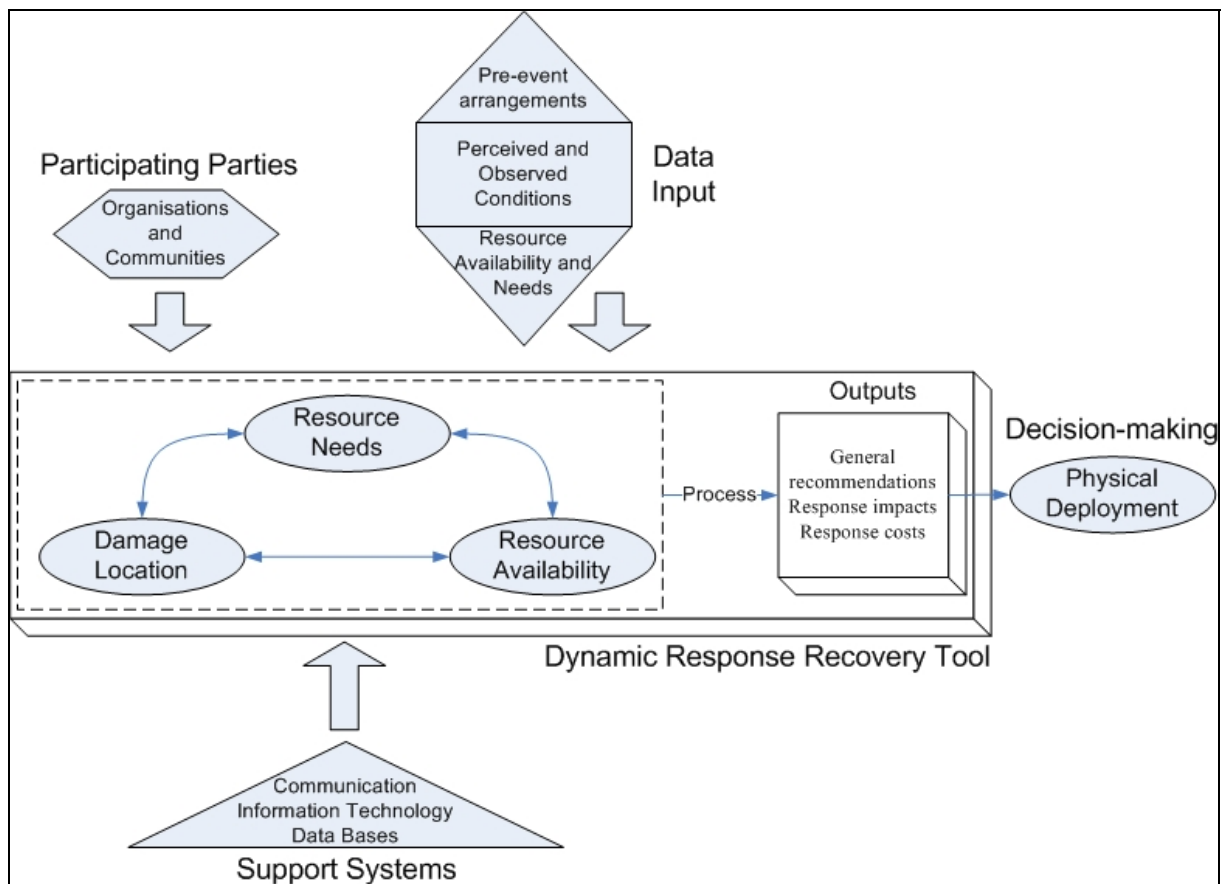 Pre-event
arrangements
Perceived and
Observed
Conditions
Resource
Availability and
Needs
Data
Input
Participating Parties
Organisations
and
Communities
Resource
Needs
Damage
Location
Resource
Availability
Process
Outputs
General
recommendations
Response impacts
Response costs
Decision-making
Physical
Deployment
Dynamic Response Recovery Tool
Communication
Information Technology
Data Bases
Support Systems